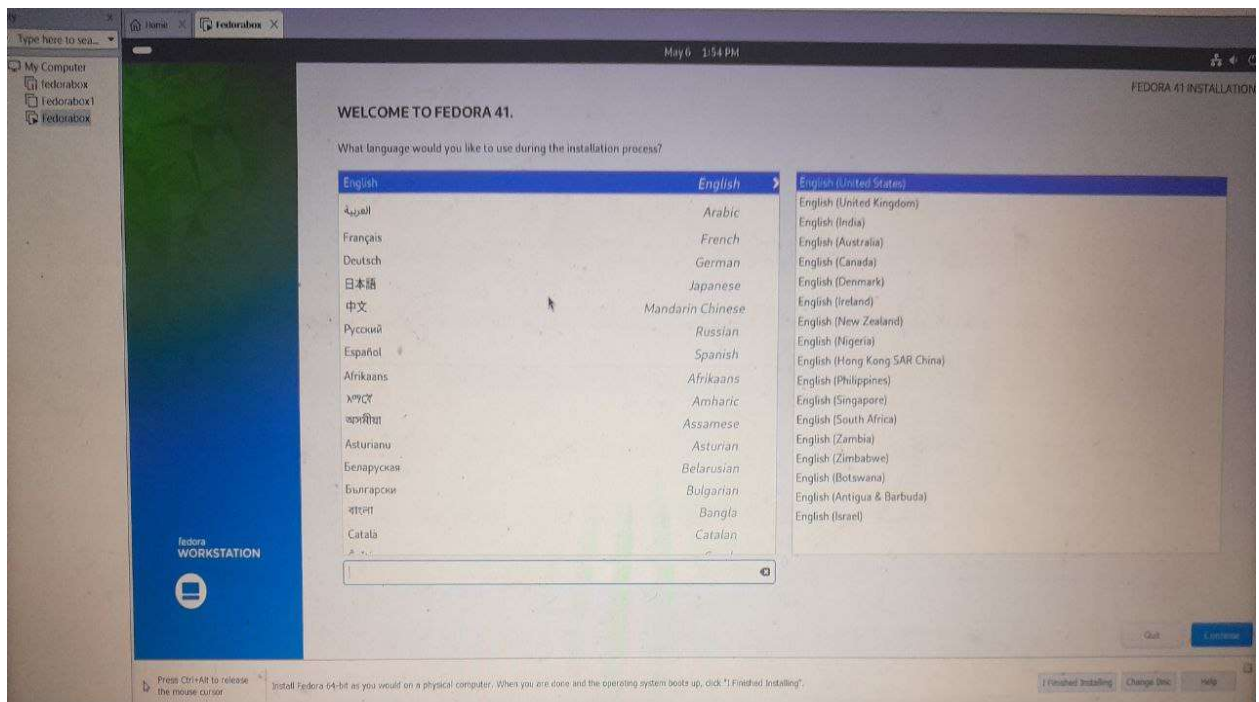 Home
Fedorabox
Type here to sea...
May 6 1:54 PM
My Computer
fedorabox
Fedorabox1
Fedorabox
FEDORA 41 INSTALLATION
WELCOME TO FEDORA 41.
What language would you like to use during the installation process?
English English
العربية Arabic
Français French
Deutsch German
日本語 Japanese
中文 Mandarin Chinese
Русский Russian
Español Spanish
Afrikaans Afrikaans
አማርኛ Amharic
অসমীয়া Assamese
Asturianu Asturian
Беларуская Belarusian
Български Bulgarian
বাংলা Bangla
Català Catalan
English (United States)
English (United Kingdom)
English (India)
English (Australia)
English (Canada)
English (Denmark)
English (Ireland)
English (New Zealand)
English (Nigeria)
English (Hong Kong SAR China)
English (Philippines)
English (Singapore)
English (South Africa)
English (Zambia)
English (Zimbabwe)
English (Botswana)
English (Antigua & Barbuda)
English (Israel)
fedora
WORKSTATION
Quit
Continue
Press Ctrl+Alt to release
the mouse cursor
Install Fedora 64-bit as you would on a physical computer. When you are done and the operating system boots up, click "I Finished Installing".
I Finished Installing
Change Disc
Help